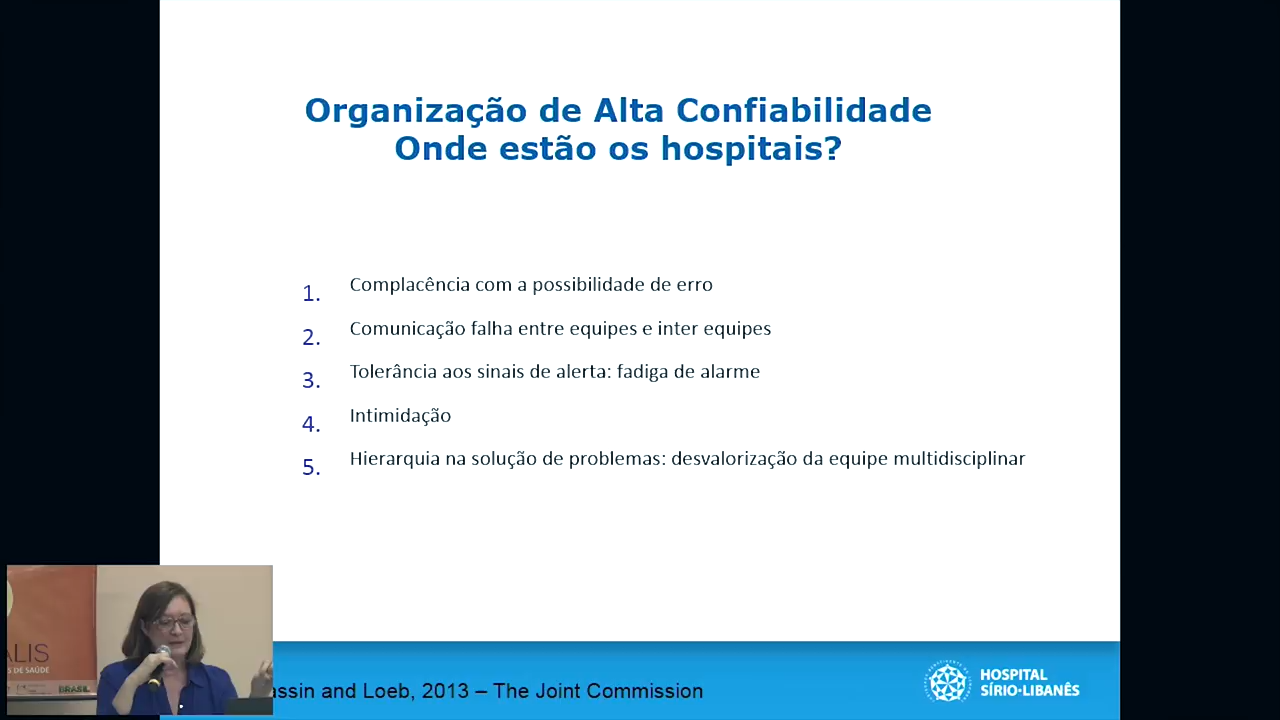 Organização de Alta Confiabilidade
Onde estão os hospitais?
1. Complacência com a possibilidade de erro
2. Comunicação falha entre equipes e inter equipes
3. Tolerância aos sinais de alerta: fadiga de alarme
4. Intimidação
5. Hierarquia na solução de problemas: desvalorização da equipe multidisciplinar
and Loeb, 2013 – The Joint Commission
HOSPITAL
SÍRIO-LIBANÊS
DE SAÚDE
BRASIL